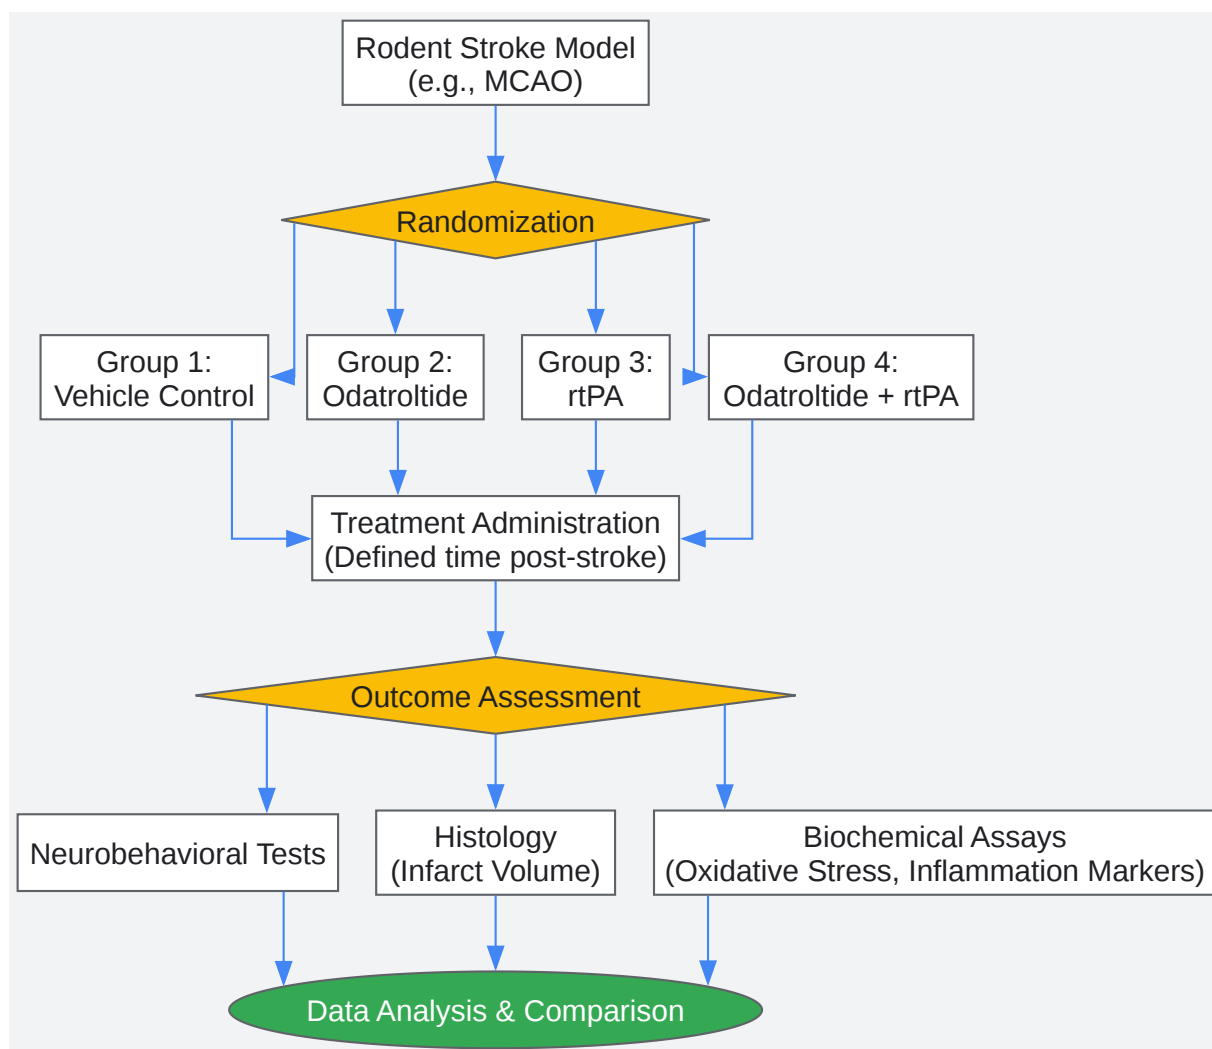 Rodent Stroke Model
(e.g., MCAO)
Randomization
Group 1:
Vehicle Control
Group 2:
Odatroltide
Group 3:
rtPA
Group 4:
Odatroltide + rtPA
Treatment Administration
(Defined time post-stroke)
Outcome Assessment
Neurobehavioral Tests
Histology
(Infarct Volume)
Biochemical Assays
(Oxidative Stress, Inflammation Markers)
Data Analysis & Comparison